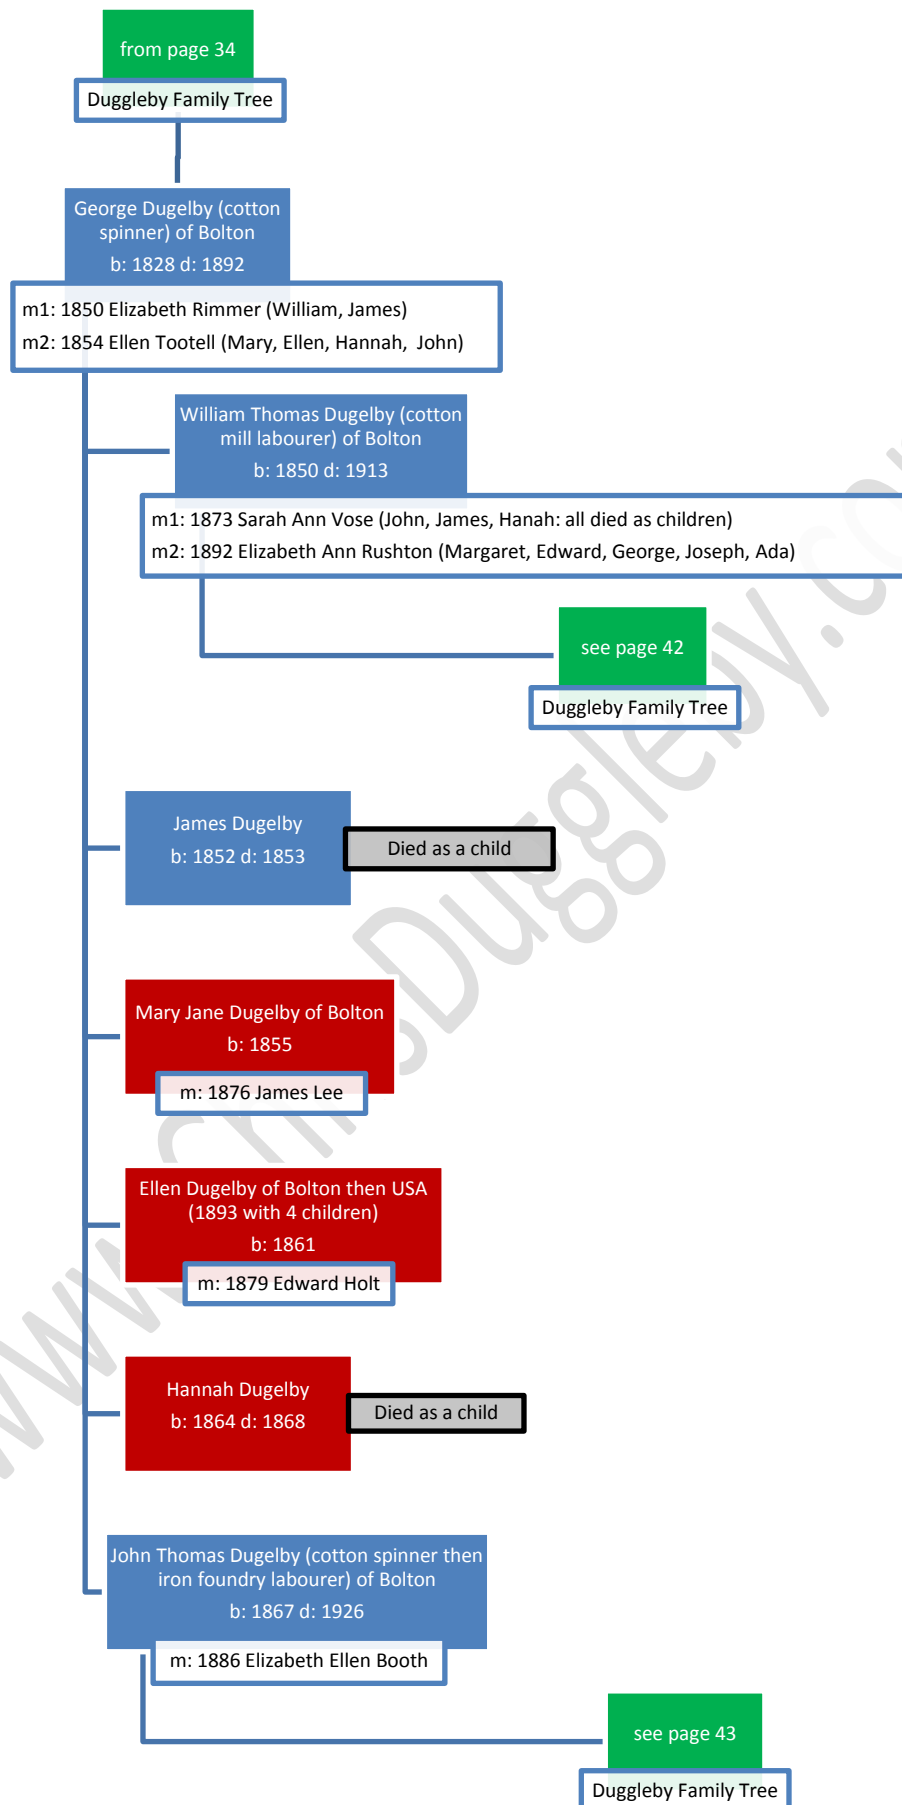 from page 34
Duggleby Family Tree
George Dugelby (cotton
spinner) of Bolton
b: 1828 d: 1892
m1: 1850 Elizabeth Rimmer (William, James)
m2: 1854 Ellen Tootell (Mary, Ellen, Hannah, John)
William Thomas Dugelby (cotton
mill labourer) of Bolton
b: 1850 d: 1913
m1: 1873 Sarah Ann Vose (John, James, Hanah: all died as children)
m2: 1892 Elizabeth Ann Rushton (Margaret, Edward, George, Joseph, Ada)
see page 42
Duggleby Family Tree
James Dugelby
b: 1852 d: 1853
Died as a child
Mary Jane Dugelby of Bolton
b: 1855
m: 1876 James Lee
Ellen Dugelby of Bolton then USA
(1893 with 4 children)
b: 1861
m: 1879 Edward Holt
Hannah Dugelby
b: 1864 d: 1868
Died as a child
John Thomas Dugelby (cotton spinner then
iron foundry labourer) of Bolton
b: 1867 d: 1926
m: 1886 Elizabeth Ellen Booth
see page 43
Duggleby Family Tree